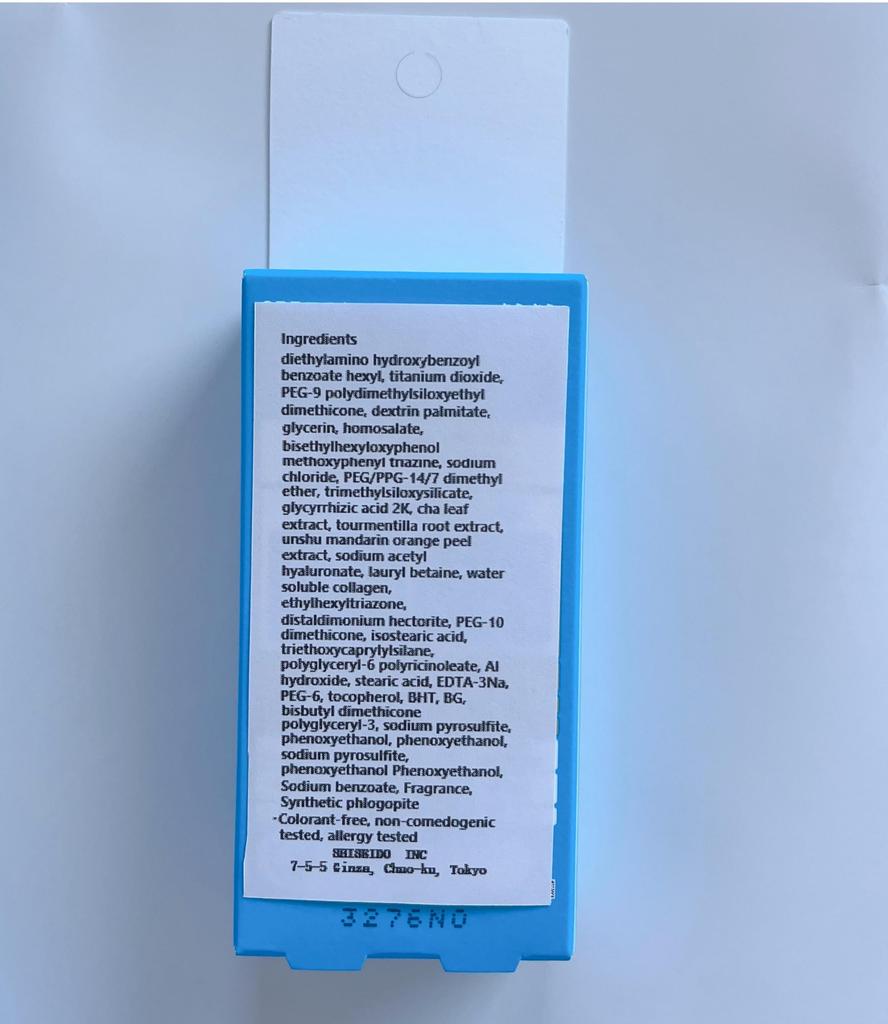 Ingredients
diethylamino hydroxybenzoyl
benzoate hexyl, titanium dioxide,
PEG-9 polydimethylsiloxyethyl
dimethicone, dextrin palmitate,
glycerin, homosalate,
bisethylhexyloxyphenol
methoxyphenyl triazine, sodium
chloride, PEG/PPG-14/7 dimethyl
ether, trimethylsiloxysilicate,
glycyrrhizic acid 2K, cha leaf
extract, tourmentilla root extract,
unshu mandarin orange peel
extract, sodium acetyl
hyaluronate, lauryl betaine, water
soluble collagen,
ethylhexyltriazone,
distaldimonium hectorite, PEG-10
dimethicone, isostearic acid,
triethoxycaprylylsilane,
polyglyceryl-6 polyricinoleate, Al
hydroxide, stearic acid, EDTA-3Na,
PEG-6, tocopherol, BHT, BG,
bisbutyl dimethicone
polyglyceryl-3, sodium pyrosulfite,
phenoxyethanol, phenoxyethanol,
sodium pyrosulfite,
phenoxyethanol Phenoxyethanol,
Sodium benzoate, Fragrance,
Synthetic phlogopite
·Colorant-free, non-comedogenic
tested, allergy tested
SHISEIDO INC
7-5-5 Ginza, Chuo-ku, Tokyo
3276NO